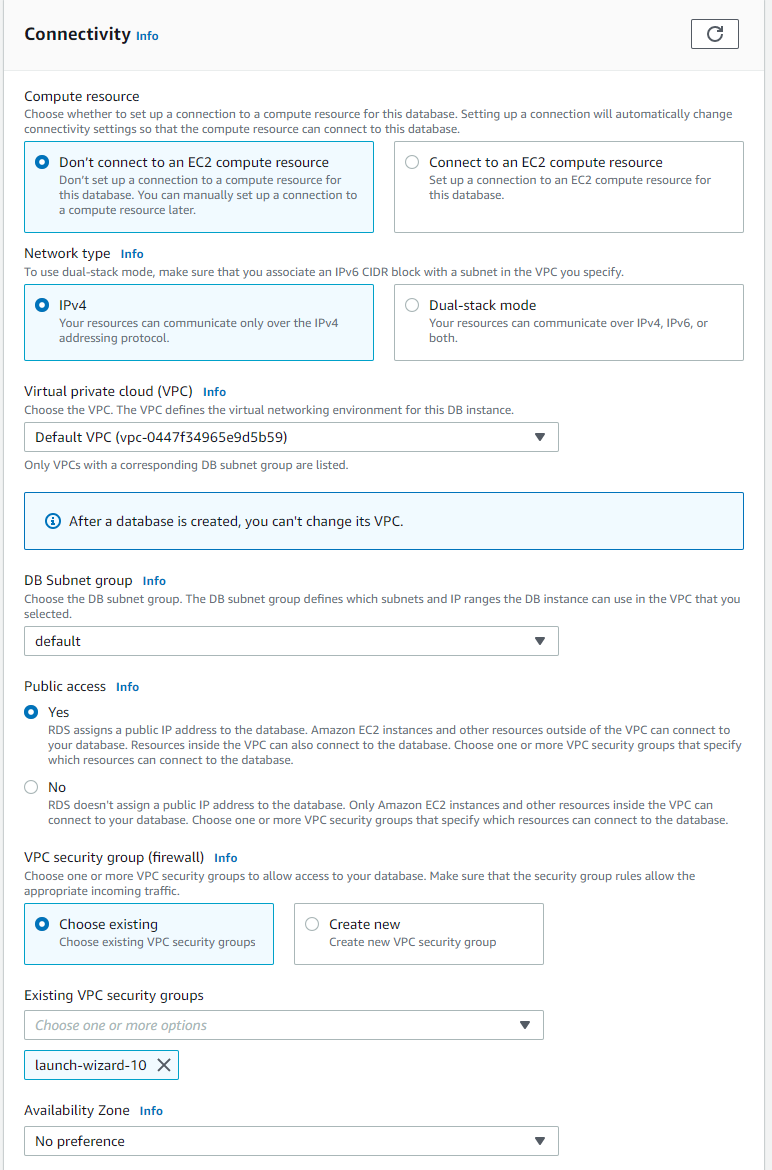 Connectivity Info
Compute resource
Choose whether to set up a connection to a compute resource for this database. Setting up a connection will automatically change
connectivity settings so that the compute resource can connect to this database.
Don't connect to an EC2 compute resource
Don't set up a connection to a compute resource for
this database. You can manually set up a connection to
a compute resource later.
Connect to an EC2 compute resource
Set up a connection to an EC2 compute resource for
this database.
Network type Info
To use dual-stack mode, make sure that you associate an IPv6 CIDR block with a subnet in the VPC you specify.
IPv4
Your resources can communicate only over the IPv4
addressing protocol.
Dual-stack mode
Your resources can communicate over IPv4, IPv6, or
both.
Virtual private cloud (VPC) Info
Choose the VPC. The VPC defines the virtual networking environment for this DB instance.
Default VPC (vpc-0447f34965e9d5b59)
Only VPCs with a corresponding DB subnet group are listed.
After a database is created, you can't change its VPC.
DB Subnet group Info
Choose the DB subnet group. The DB subnet group defines which subnets and IP ranges the DB instance can use in the VPC that you
selected.
default
Public access Info
Yes
RDS assigns a public IP address to the database. Amazon EC2 instances and other resources outside of the VPC can connect to
your database. Resources inside the VPC can also connect to the database. Choose one or more VPC security groups that specify
which resources can connect to the database.
No
RDS doesn't assign a public IP address to the database. Only Amazon EC2 instances and other resources inside the VPC can
connect to your database. Choose one or more VPC security groups that specify which resources can connect to the database.
VPC security group (firewall) Info
Choose one or more VPC security groups to allow access to your database. Make sure that the security group rules allow the
appropriate incoming traffic.
Choose existing
Choose existing VPC security groups
Create new
Create new VPC security group
Existing VPC security groups
Choose one or more options
launch-wizard-10
Availability Zone Info
No preference